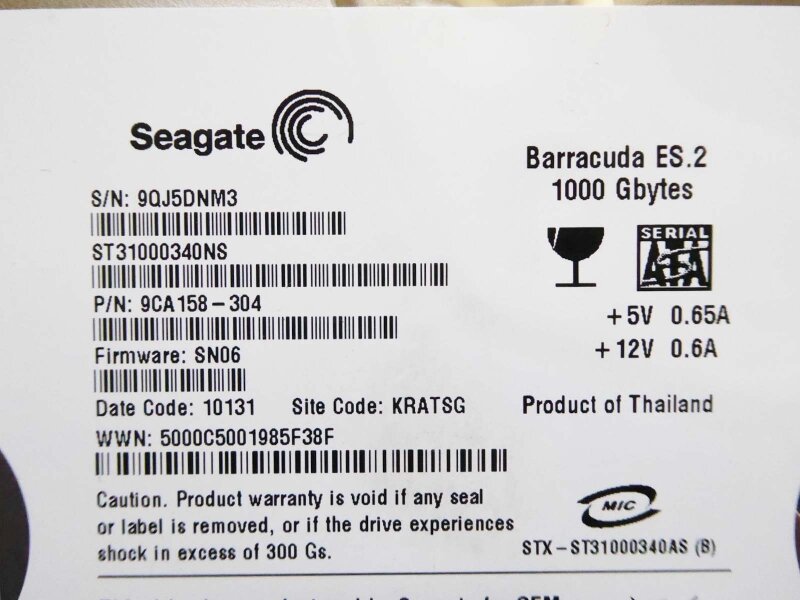 Seagate
Barracuda ES.2
1000 Gbytes
S/N: 9QJ5DNM3
ST31000340NS
SERIAL
ATA
P/N: 9CA158-304
+5V 0.65A
+12V 0.6A
Firmware: SN06
Date Code: 10131 Site Code: KRATSG
Product of Thailand
WWN: 5000C5001985F38F
Caution. Product warranty is void if any seal
or label is removed, or if the drive experiences
shock in excess of 300 Gs.
MIC
STX-ST31000340AS (B)